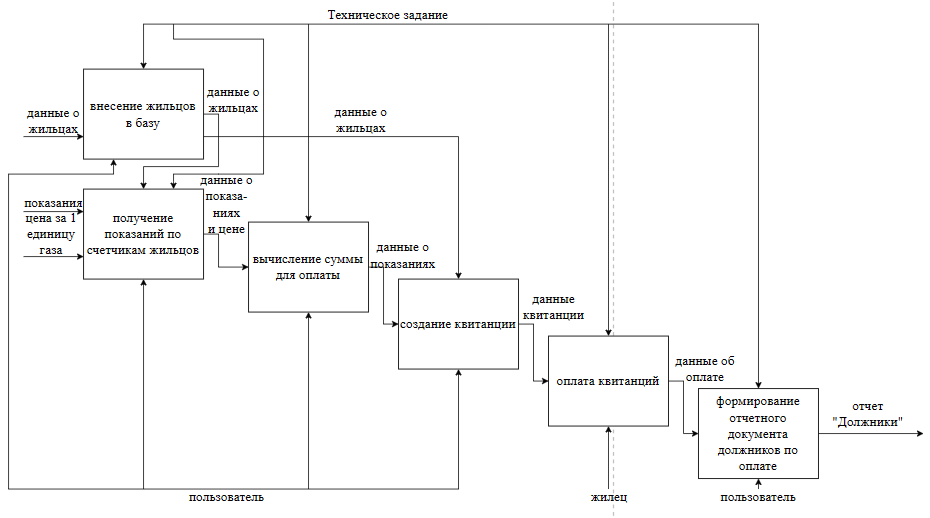 Техническое задание
внесение жильцов
в базу
данные о
жильцах
данные о
жильцах
данные о
жильцах
показания
цена за 1
единицу
газа
получение
показаний по
счетчикам жильцов
данные о
показа-
ниях
и цене
вычисление суммы
для оплаты
данные о
показаниях
создание квитанции
данные
квитанции
оплата квитанций
данные об
оплате
формирование
отчетного
документа
должников по
оплате
отчет
"Должники"
пользователь
жилец
пользователь